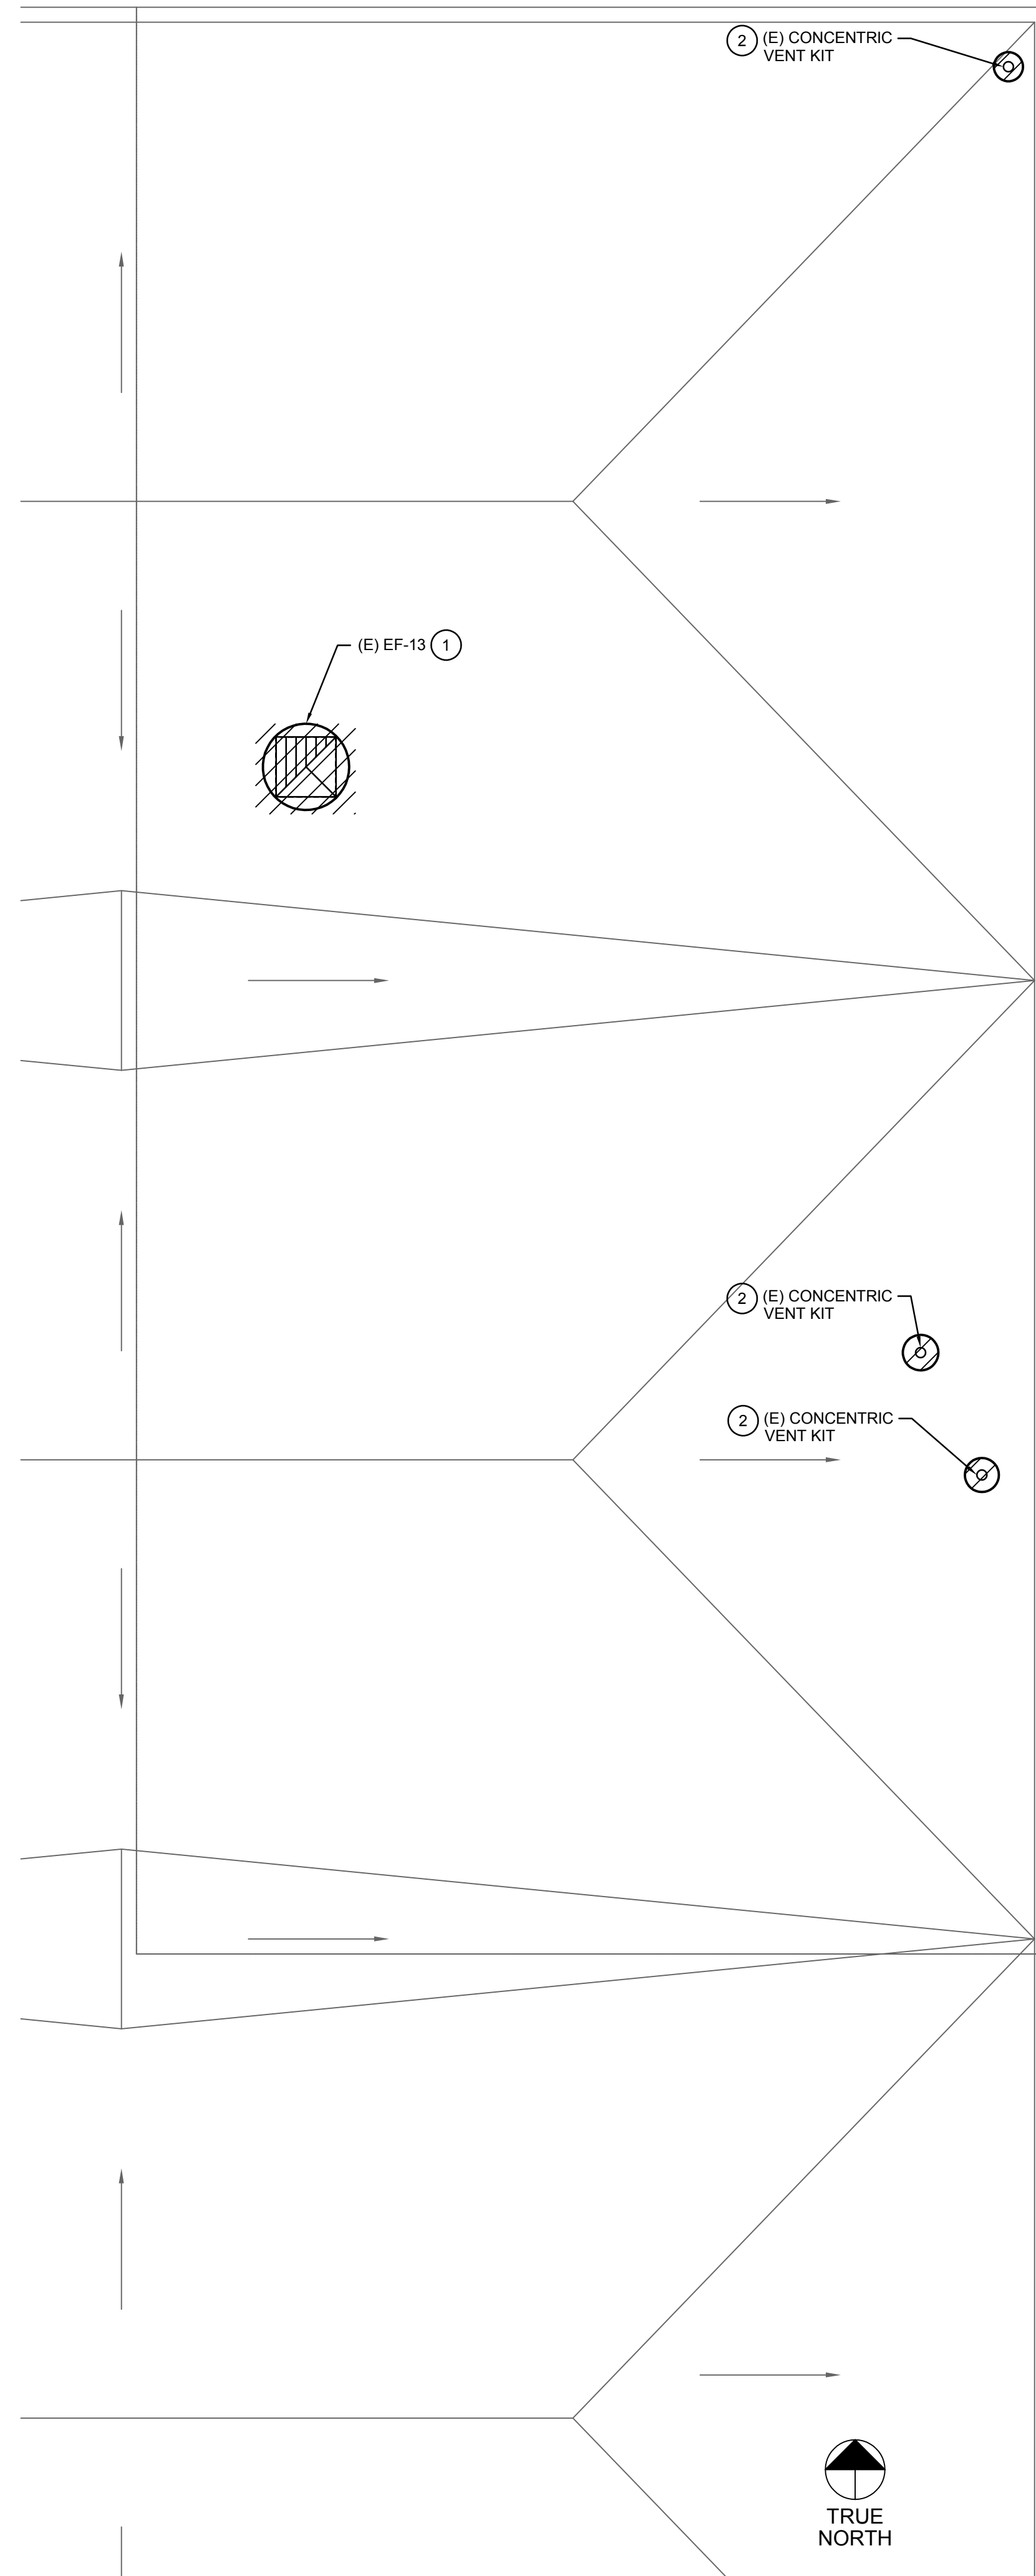 2 (E) CONCENTRIC
VENT KIT
(E) EF-13 1
2 (E) CONCENTRIC
VENT KIT
2 (E) CONCENTRIC
VENT KIT
TRUE
NORTH